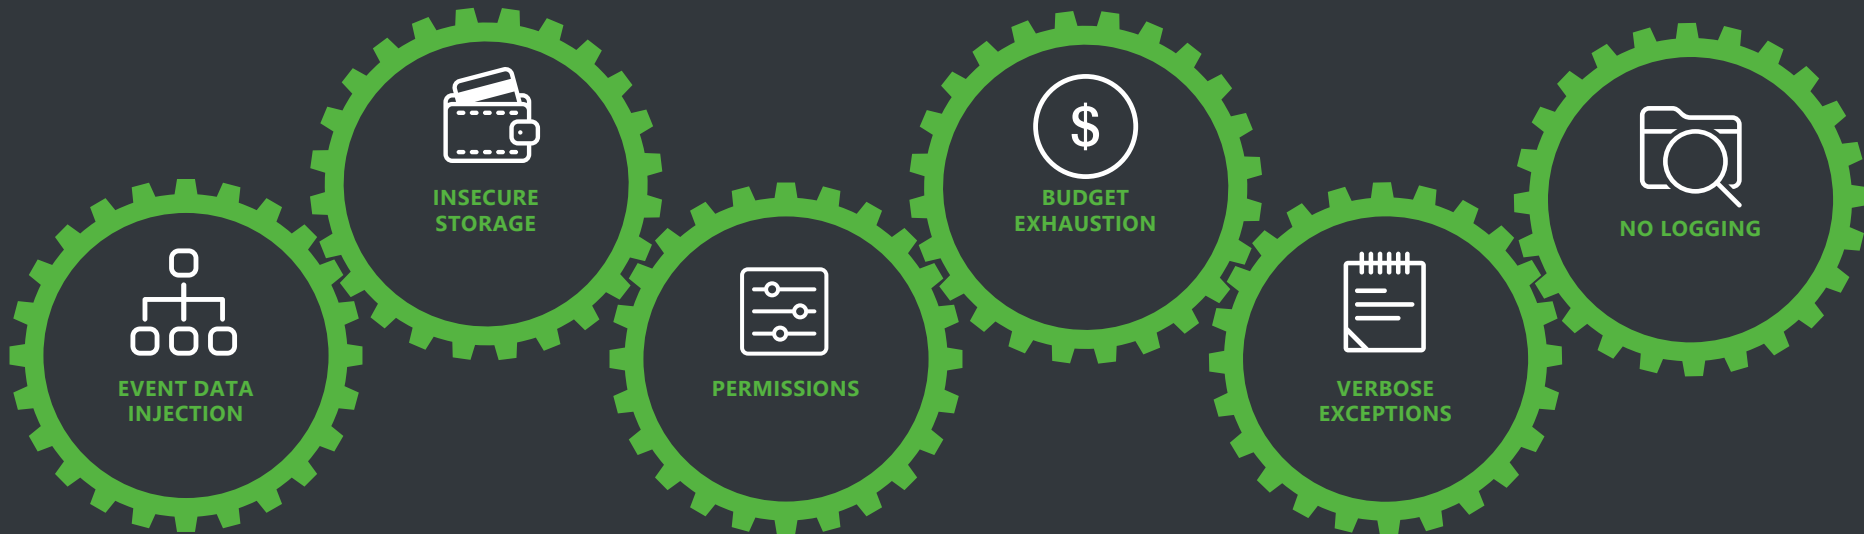 EVENT DATA
INJECTION
INSECURE
STORAGE
PERMISSIONS
$
BUDGET
EXHAUSTION
VERBOSE
EXCEPTIONS
NO LOGGING